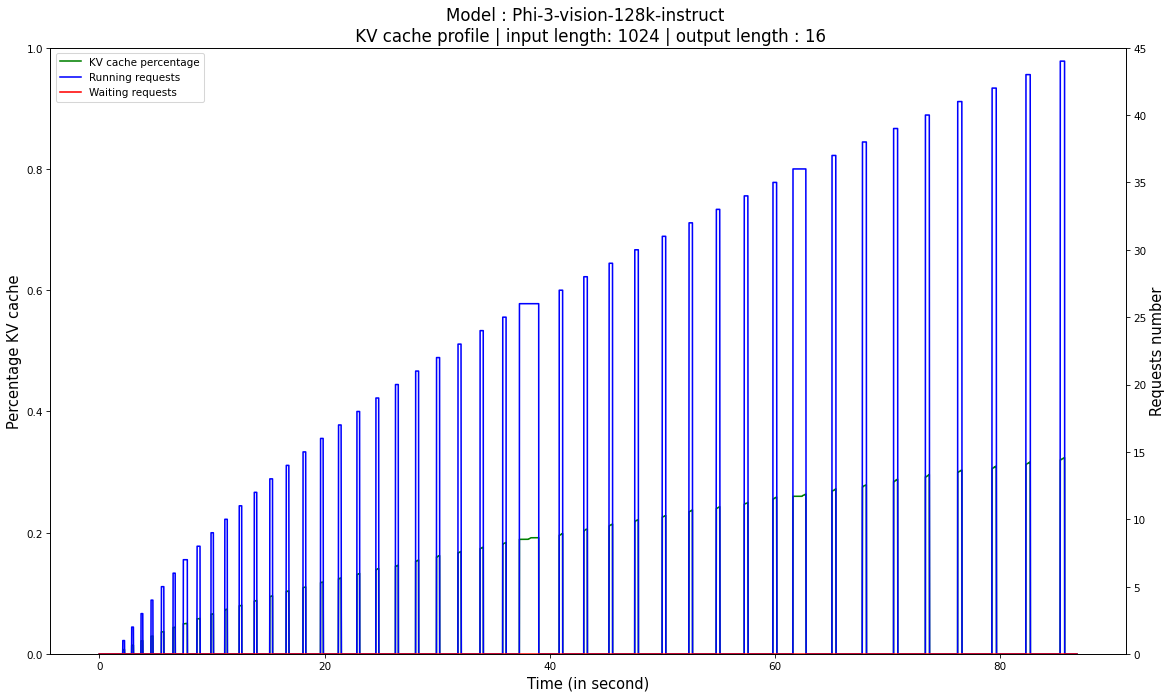 Model : Phi-3-vision-128k-instruct
KV cache profile | input length: 1024 | output length : 16
KV cache percentage
Running requests
Waiting requests
Percentage KV cache
1.0
0.8
0.6
0.4
0.2
0.0
0
20
40
60
80
Time (in second)
45
40
35
30
25
20
15
10
5
0
Requests number